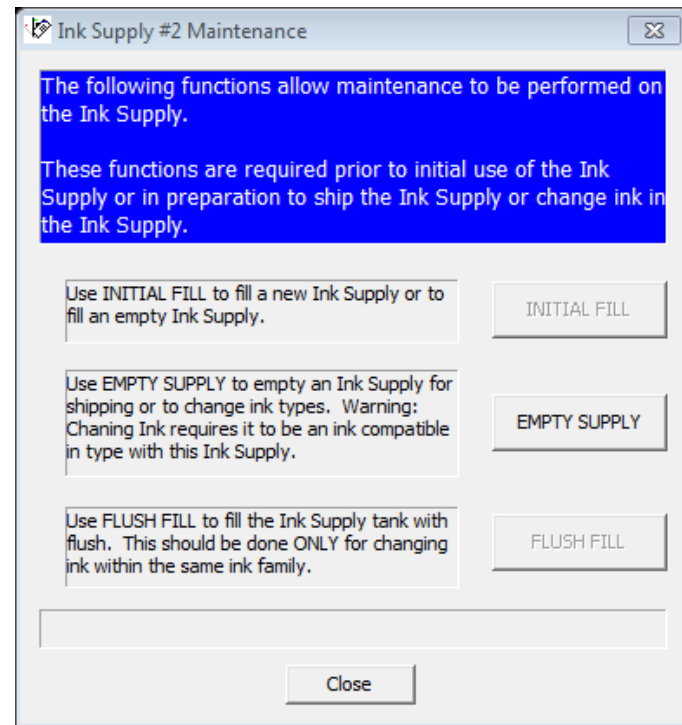 Ink Supply #2 Maintenance
The following functions allow maintenance to be performed on
the Ink Supply.
These functions are required prior to initial use of the Ink
Supply or in preparation to ship the Ink Supply or change ink in
the Ink Supply.
Use INITIAL FILL to fill a new Ink Supply or to
fill an empty Ink Supply.
INITIAL FILL
Use EMPTY SUPPLY to empty an Ink Supply for
shipping or to change ink types.  Warning:
Chaning Ink requires it to be an ink compatible
in type with this Ink Supply.
EMPTY SUPPLY
Use FLUSH FILL to fill the Ink Supply tank with
flush.  This should be done ONLY for changing
ink within the same ink family.
FLUSH FILL
Close